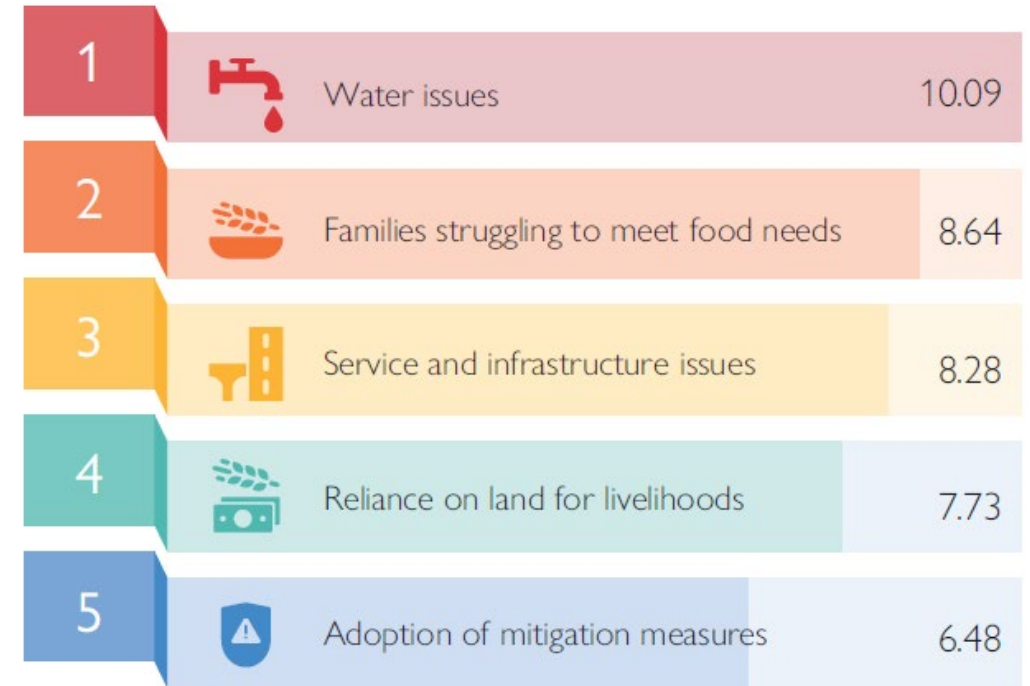 1
Water issues 10.09
2
Families struggling to meet food needs 8.64
3
Service and infrastructure issues 8.28
4
Reliance on land for livelihoods 7.73
5
Adoption of mitigation measures 6.48